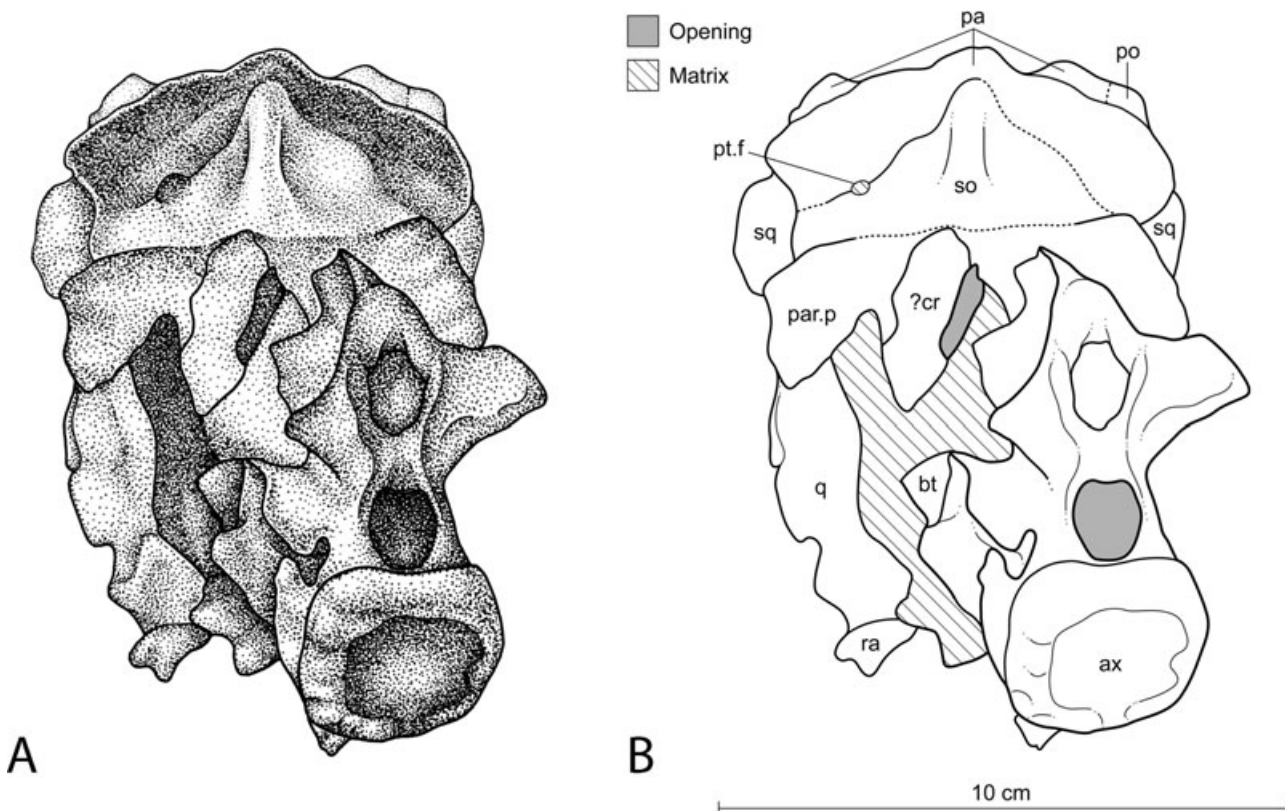 Opening
Matrix
pa
po
pt.f
so
sq
sq
par.p
?cr
q
bt
ra
ax
A
B
10 cm